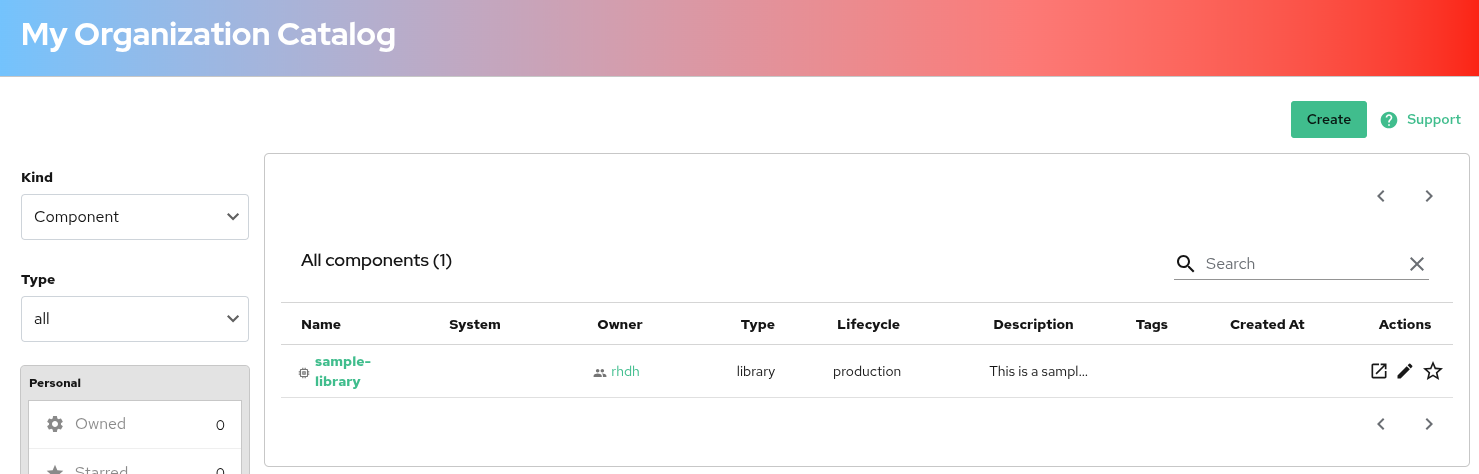 My Organization Catalog
Create
Support
Kind
Component
Type
all
Personal
Owned 0
Starred 0
All components (1)
Search
Name System Owner Type Lifecycle Description Tags Created At Actions
sample-
library
rhdh library production This is a sampl...